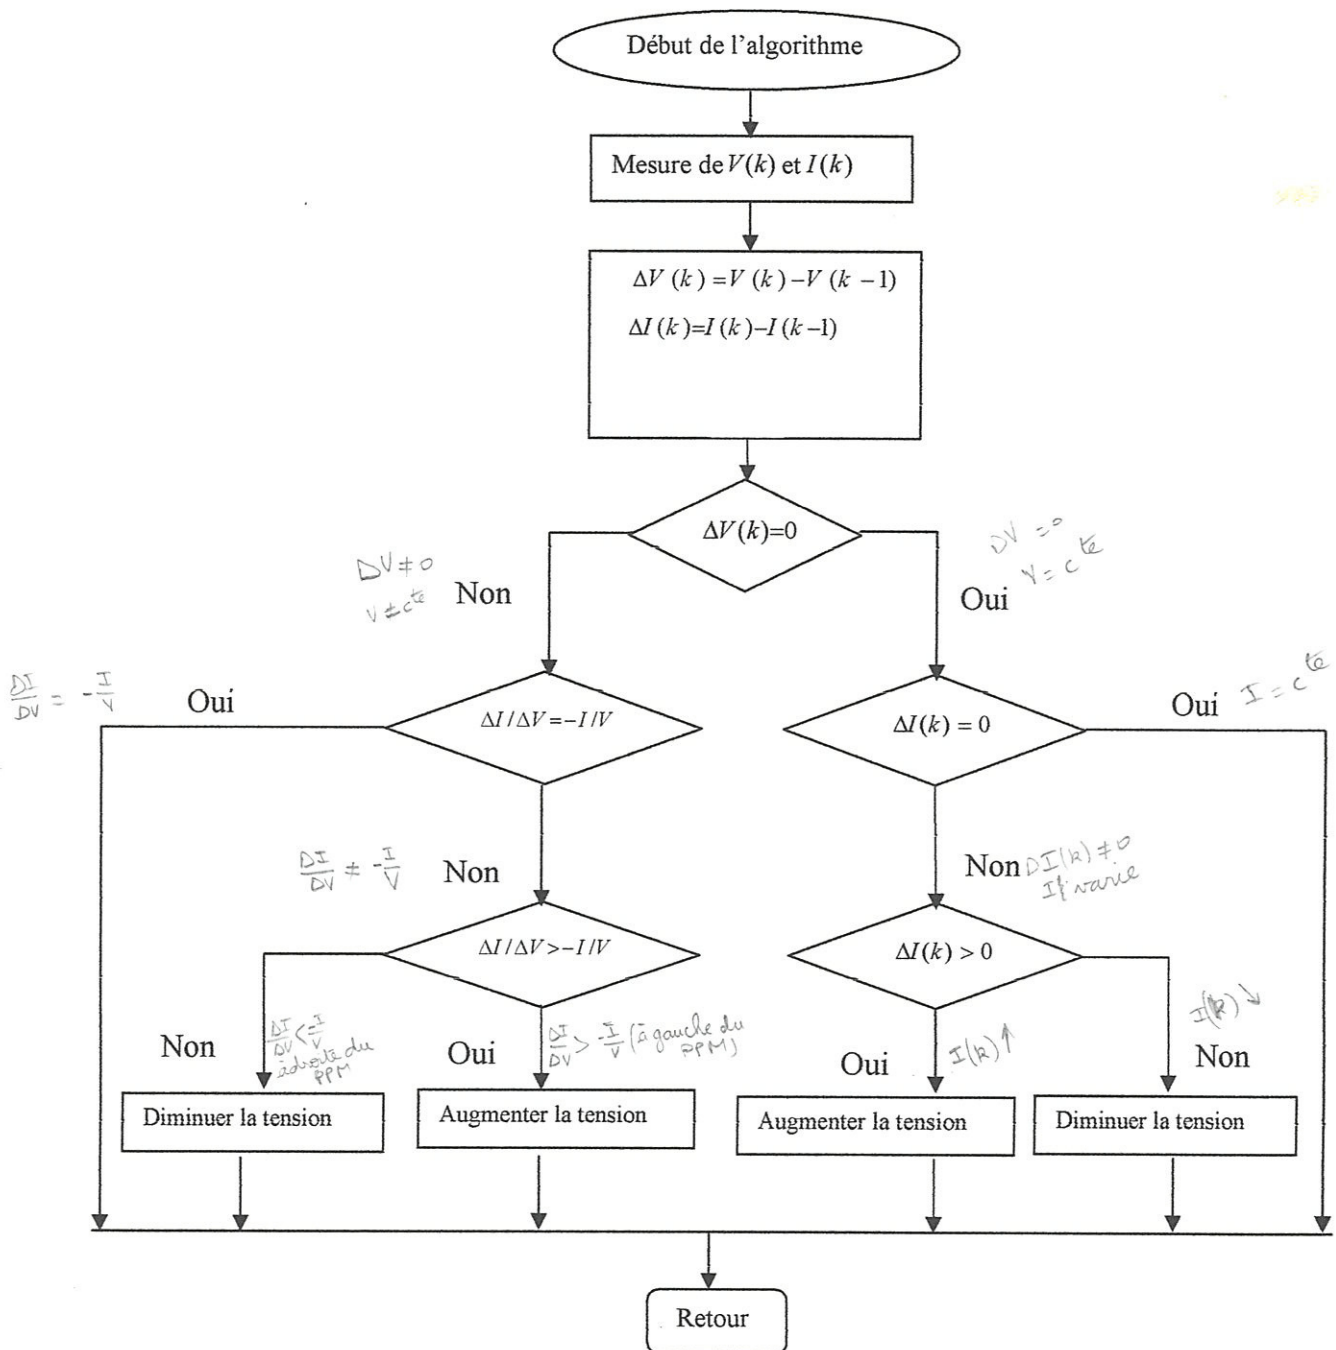 Début de l'algorithme
Mesure de V(k) et I(k)
ΔV (k) =V (k) −V (k −1)
ΔI (k)=I (k)−I (k−1)
ΔV(k)=0
ΔV ≠ 0
V ≠ cte
Non
ΔV = 0
V = cte
Oui
ΔI/ΔV = -I/V
Oui
ΔI/ΔV=−I/V
ΔI(k) = 0
Oui
I = cte
ΔI/ΔV ≠ -I/V
Non
Non
ΔI(k) ≠ 0
varie
ΔI/ΔV>−I/V
ΔI(k) > 0
Non
ΔI/ΔV < -I/V
à droite du
PPM
Oui
ΔI/ΔV > -I/V (à gauche du
PPM)
Oui
I(k) ↑
I(k) ↓
Non
Diminuer la tension
Augmenter la tension
Augmenter la tension
Diminuer la tension
Retour